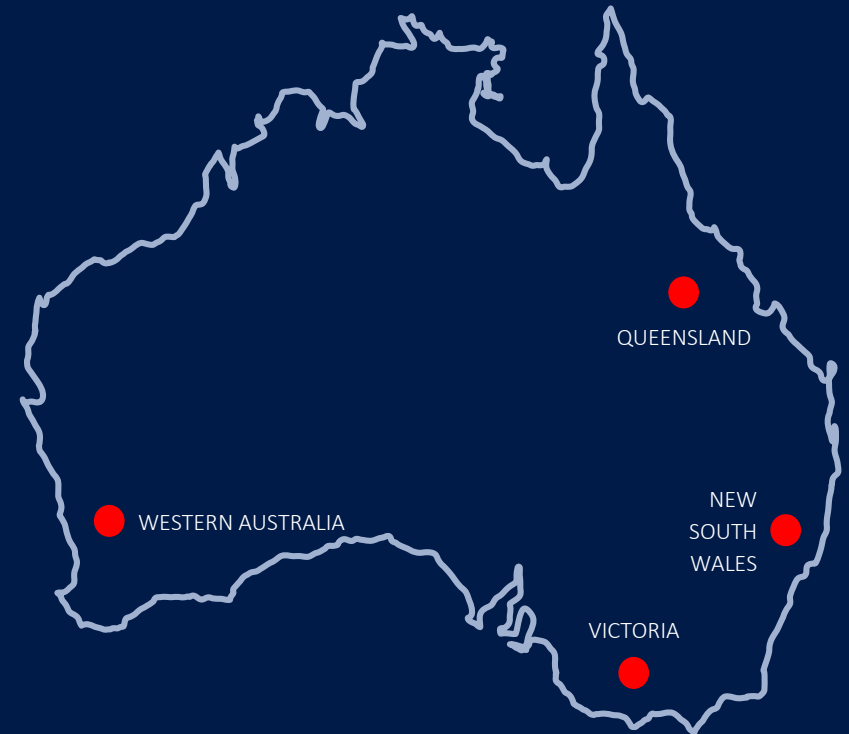 QUEENSLAND
NEW
SOUTH
WALES
WESTERN AUSTRALIA
VICTORIA